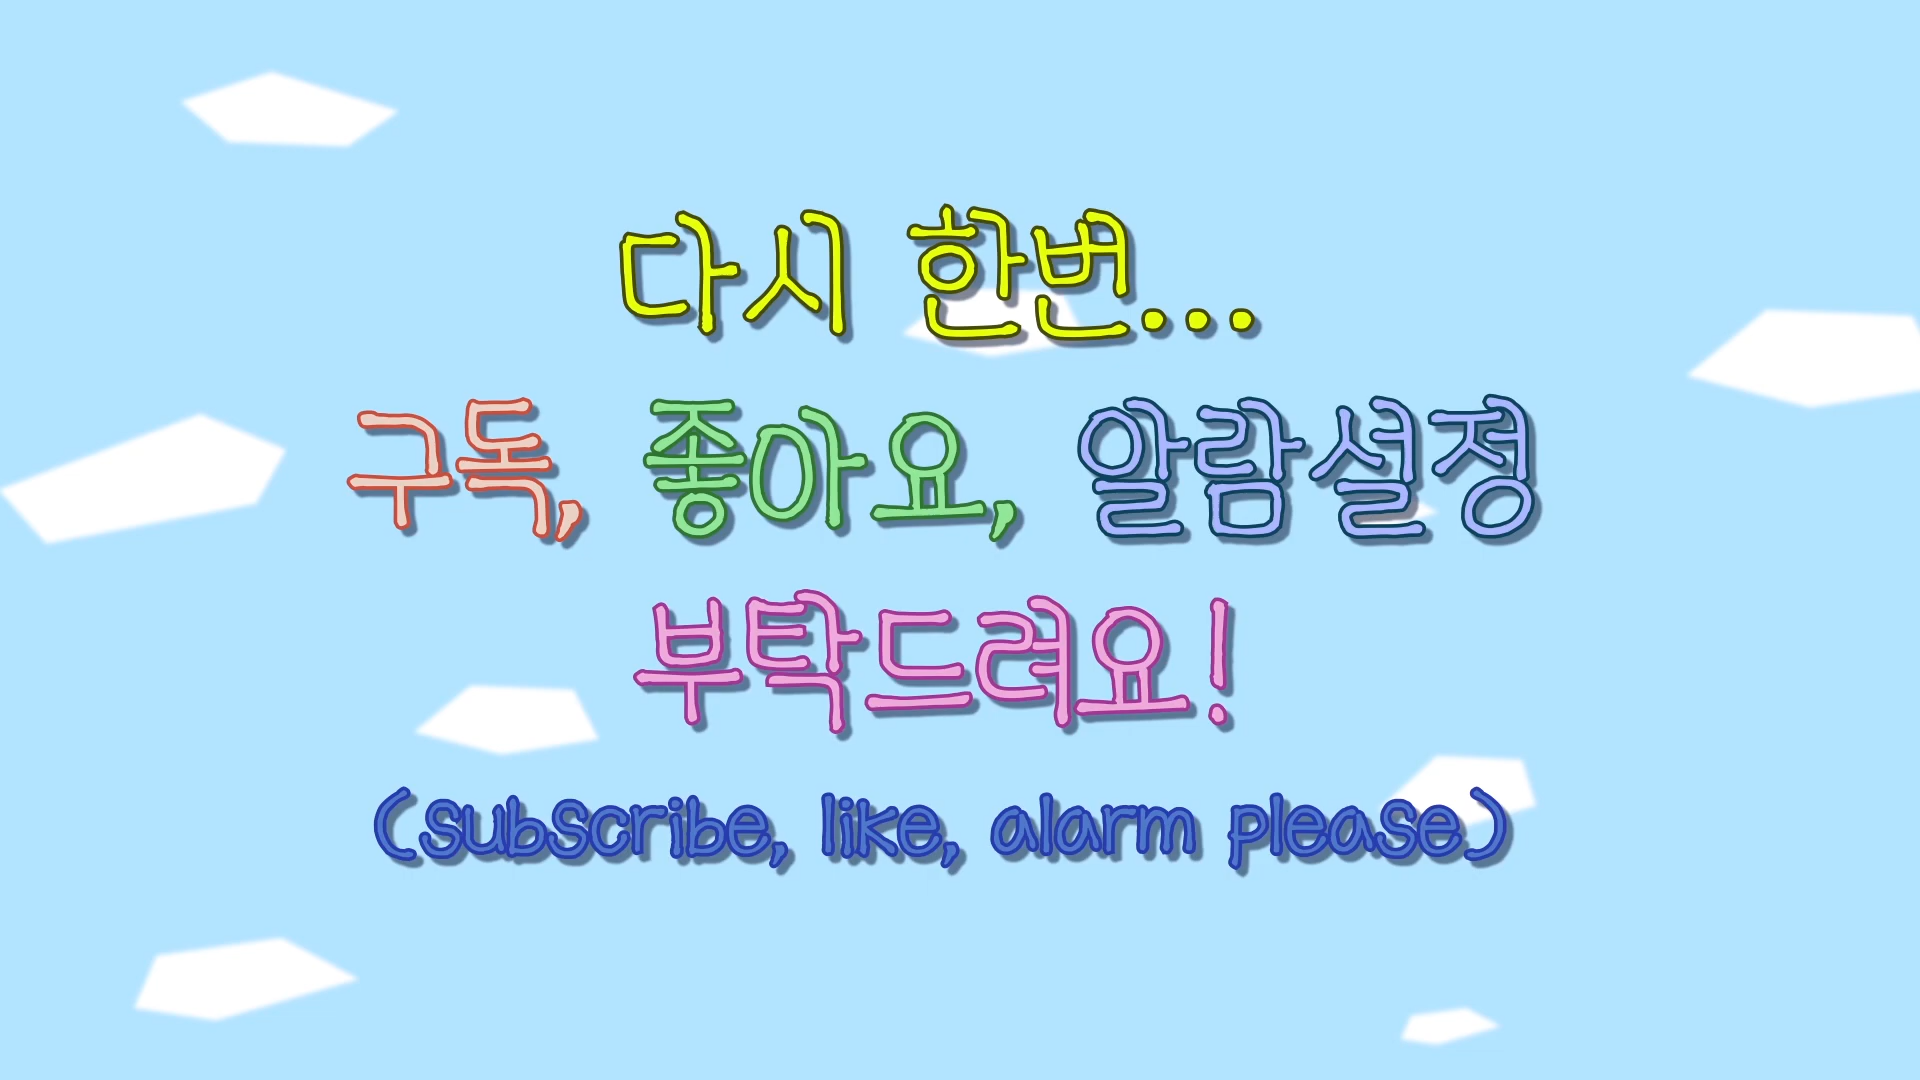 다시 한번...
구독, 좋아요, 알람설정
부탁드려요!
(subscribe, like, alarm please)